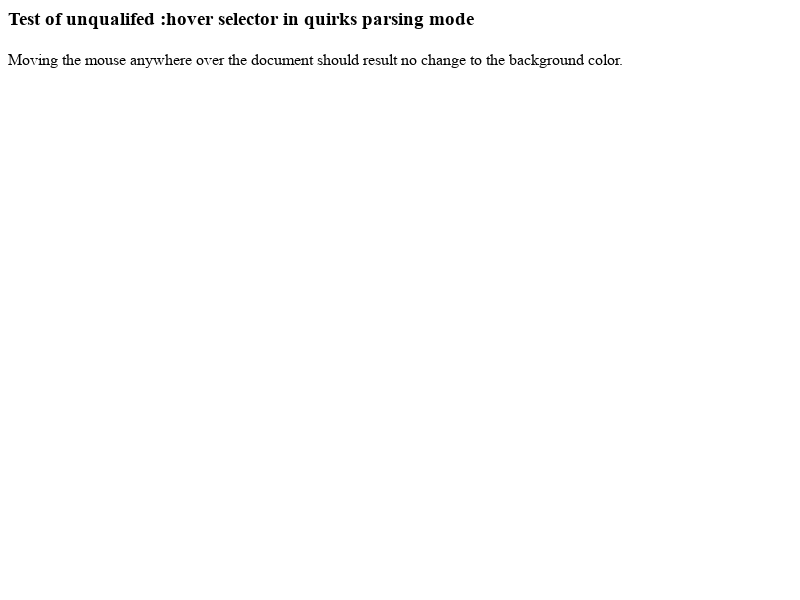 Test of unqualifed :hover selector in quirks parsing mode
Moving the mouse anywhere over the document should result no change to the background color.